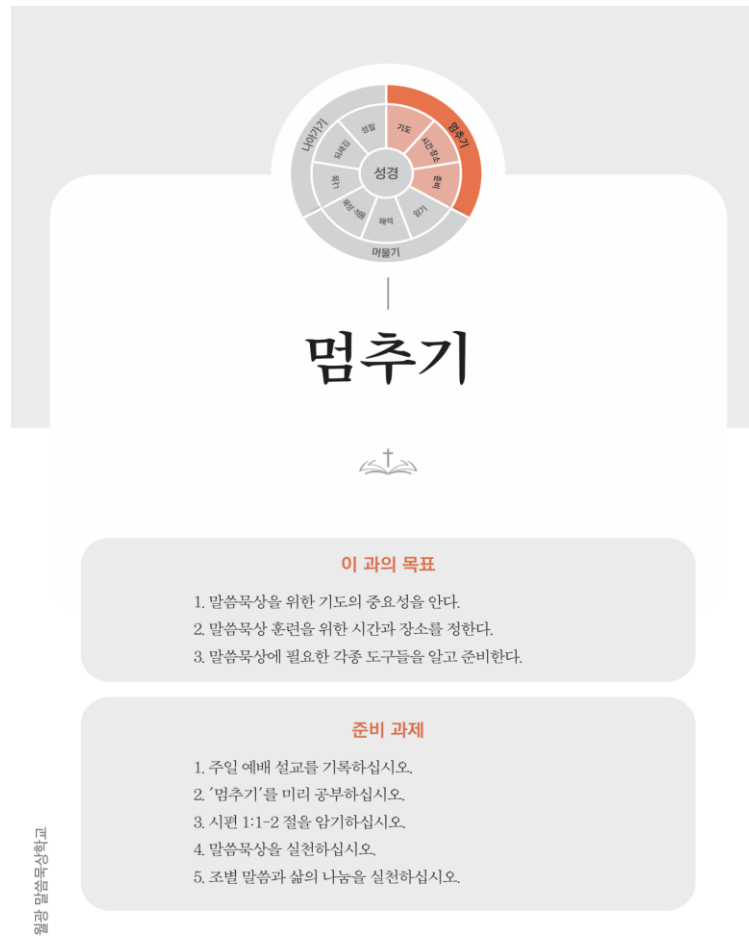 나아가기
멈추기
성찰
기도
되새김
시간·장소
성경
준비
묵상·적용
해석
읽기
머물기
멈추기
이 과의 목표
1. 말씀묵상을 위한 기도의 중요성을 안다.
2. 말씀묵상 훈련을 위한 시간과 장소를 정한다.
3. 말씀묵상에 필요한 각종 도구들을 알고 준비한다.
준비 과제
1. 주일 예배 설교를 기록하십시오.
2. '멈추기'를 미리 공부하십시오.
3. 시편 1:1-2 절을 암기하십시오.
4. 말씀묵상을 실천하십시오.
5. 조별 말씀과 삶의 나눔을 실천하십시오.
월광 말씀묵상학교